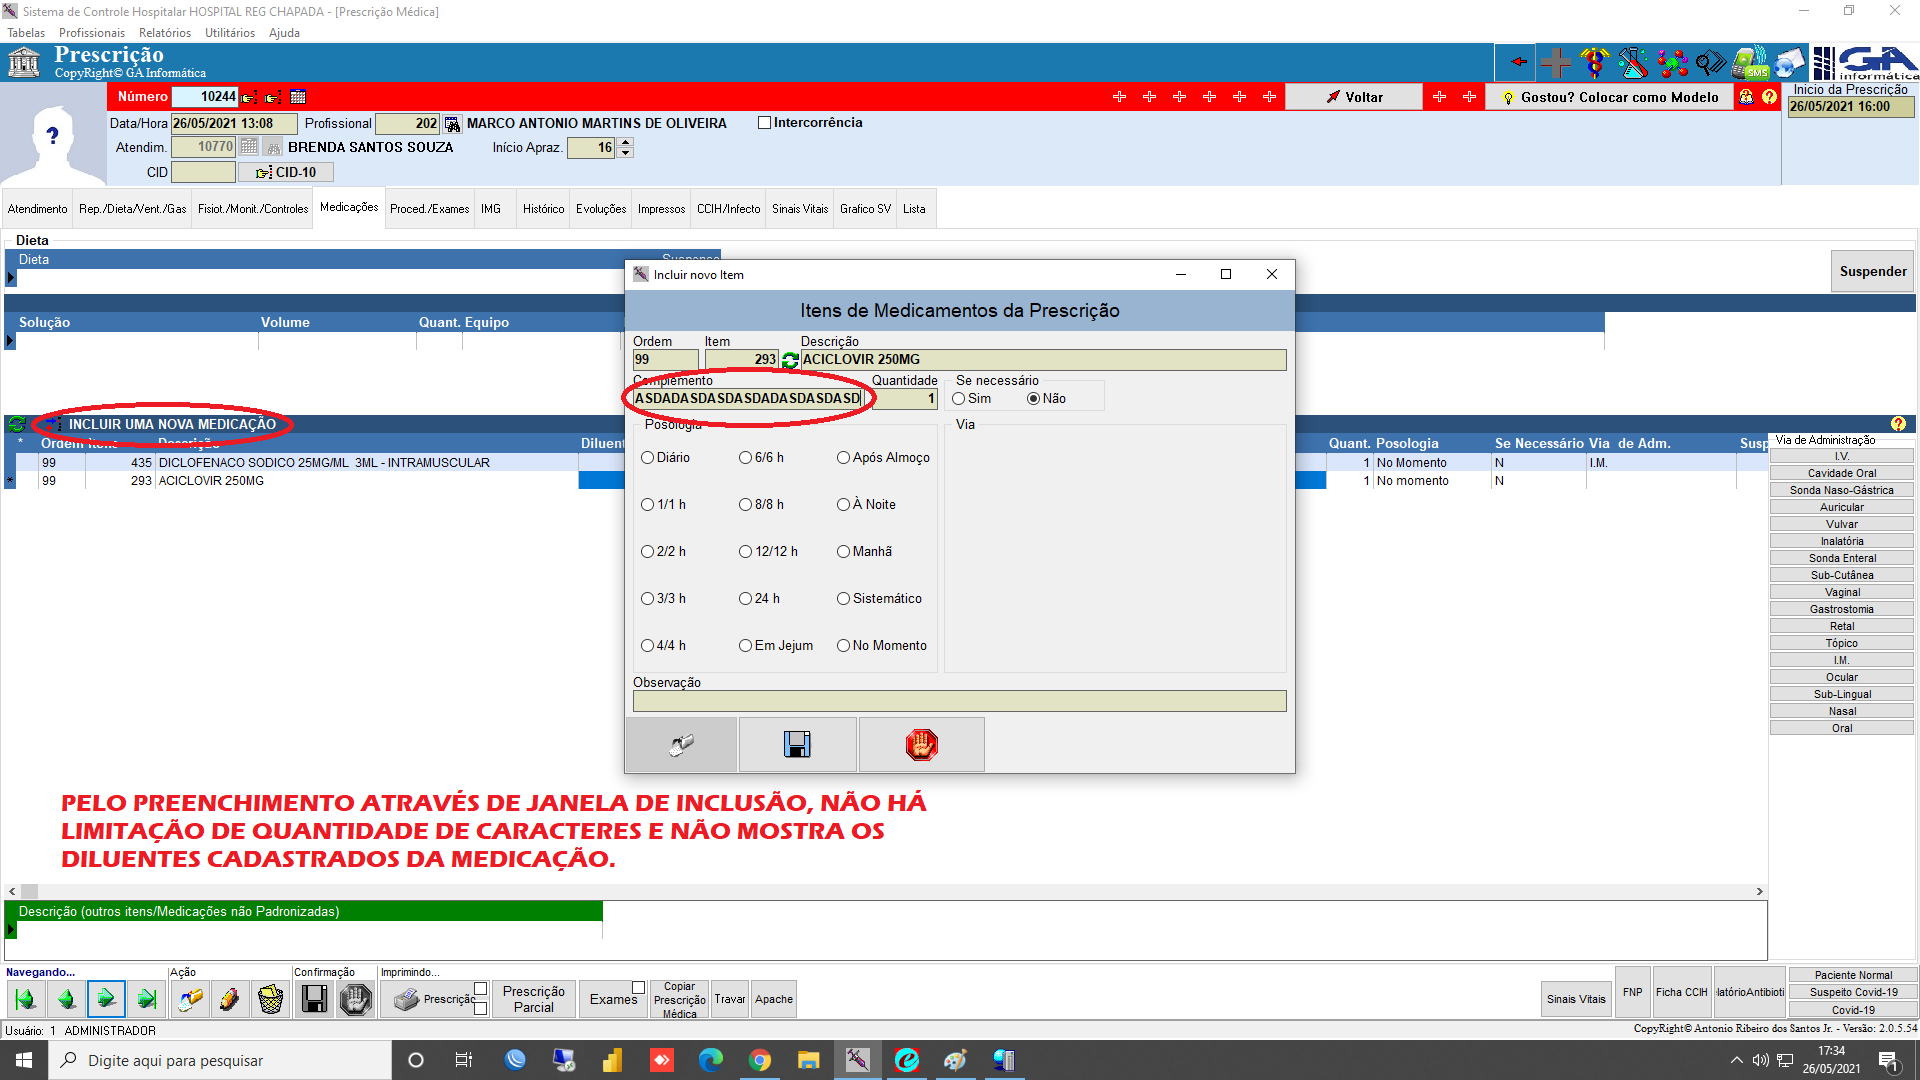 Sistema de Controle Hospitalar HOSPITAL REG CHAPADA - [Prescrição Médica]
Tabelas Profissionais Relatórios Utilitários Ajuda
Prescrição
CopyRight© GA Informática
GA informática
Número 10244 Voltar Gostou? Colocar como Modelo
Inicio da Prescrição
26/05/2021 16:00
Data/Hora 26/05/2021 13:08 Profissional 202 MARCO ANTONIO MARTINS DE OLIVEIRA Intercorrência
Atendim. 10770 BRENDA SANTOS SOUZA Início Apraz. 16
CID CID-10
Atendimento Rep./Dieta/Vent./Gas Fisiot./Monit./Controles Medicações Proced./Exames IMG Histórico Evoluções Impressos CCIH/Infecto Sinais Vitais Grafico SV Lista
Dieta
Dieta Suspenso
Suspender
Solução Volume Quant. Equipo
Incluir novo Item
Itens de Medicamentos da Prescrição
Ordem Item Descrição
99 293 ACICLOVIR 250MG
Complemento Quantidade Se necessário
ASDADASDASDASDADASDASDASD 1 Sim Não
Posologia Via
Diário 6/6 h Após Almoço
1/1 h 8/8 h À Noite
2/2 h 12/12 h Manhã
3/3 h 24 h Sistemático
4/4 h Em Jejum No Momento
Observação
INCLUIR UMA NOVA MEDICAÇÃO
* Ordem Itens Descrição Diluent Quant. Posologia Se Necessário Via de Adm. Susp
99 435 DICLOFENACO SODICO 25MG/ML 3ML - INTRAMUSCULAR 1 No Momento N I.M.
99 293 ACICLOVIR 250MG 1 No momento N
Via de Administração
I.V.
Cavidade Oral
Sonda Naso-Gástrica
Auricular
Vulvar
Inalatória
Sonda Enteral
Sub-Cutânea
Vaginal
Gastrostomia
Retal
Tópico
I.M.
Ocular
Sub-Lingual
Nasal
Oral
PELO PREENCHIMENTO ATRAVÉS DE JANELA DE INCLUSÃO, NÃO HÁ
LIMITAÇÃO DE QUANTIDADE DE CARACTERES E NÃO MOSTRA OS
DILUENTES CADASTRADOS DA MEDICAÇÃO.
Descrição (outros itens/Medicações não Padronizadas)
Navegando... Ação Confirmação Imprimindo...
Prescrição
Prescrição Parcial
Exames
Copiar Prescrição Médica
Travar
Apache
Sinais Vitais
FNP
Ficha CCIH
latórioAntibioti
Paciente Normal
Suspeito Covid-19
Covid-19
Usuário: 1 ADMINISTRADOR
CopyRight© Antonio Ribeiro dos Santos Jr. - Versão: 2.0.5.54
Digite aqui para pesquisar
17:34
26/05/2021
1